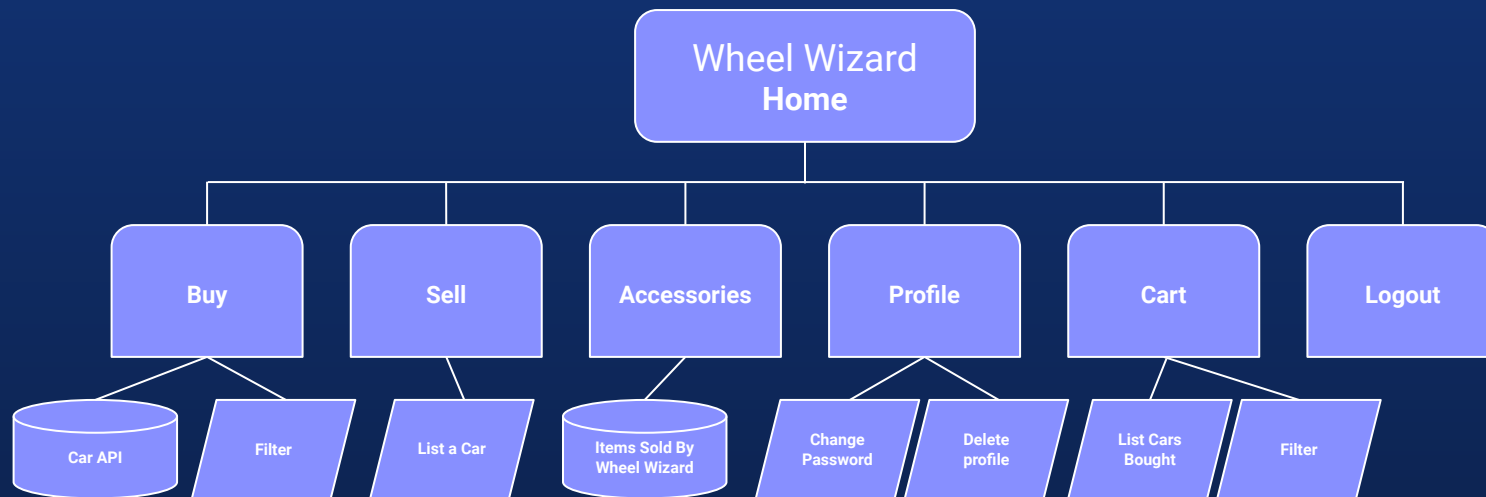 Wheel Wizard
Home
Buy
Sell
Accessories
Profile
Cart
Logout
Car API
Filter
List a Car
Items Sold By
Wheel Wizard
Change
Password
Delete
profile
List Cars
Bought
Filter